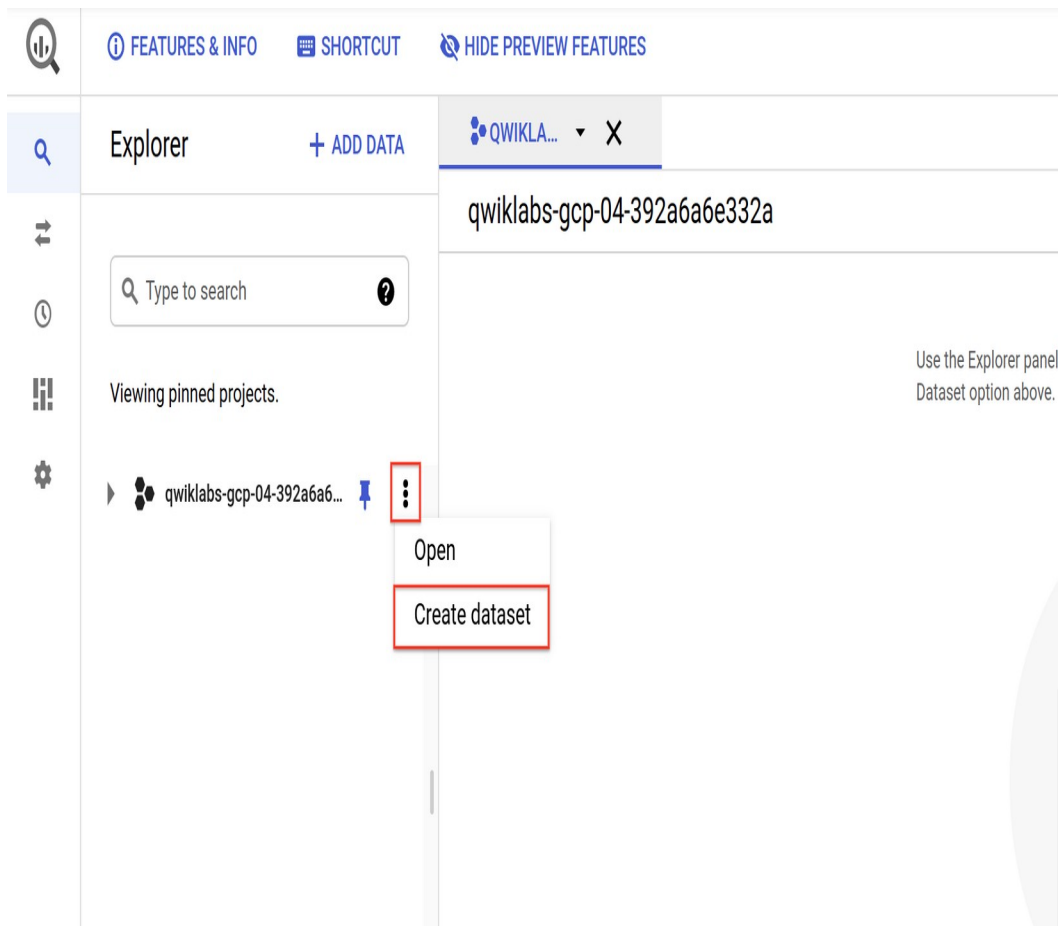 FEATURES & INFO SHORTCUT HIDE PREVIEW FEATURES
Explorer + ADD DATA QWIKLA...
qwiklabs-gcp-04-392a6a6e332a
Type to search
Use the Explorer panel
Dataset option above.
Viewing pinned projects.
qwiklabs-gcp-04-392a6a6...
Open
Create dataset